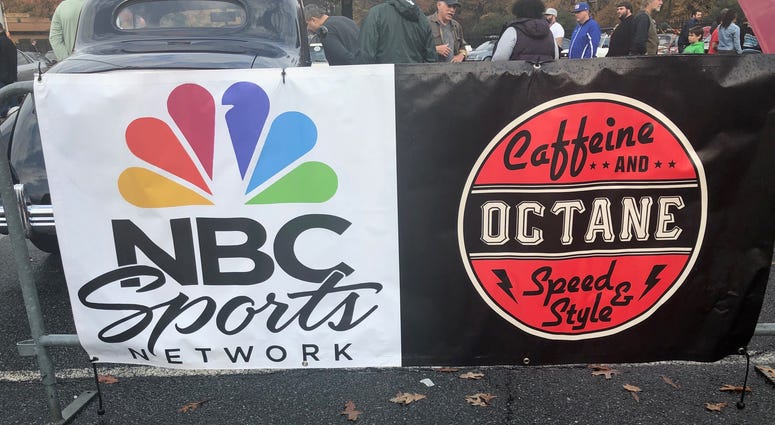 NBC
Sports
NETWORK
Caffeine
AND
OCTANE
Speed &
Style